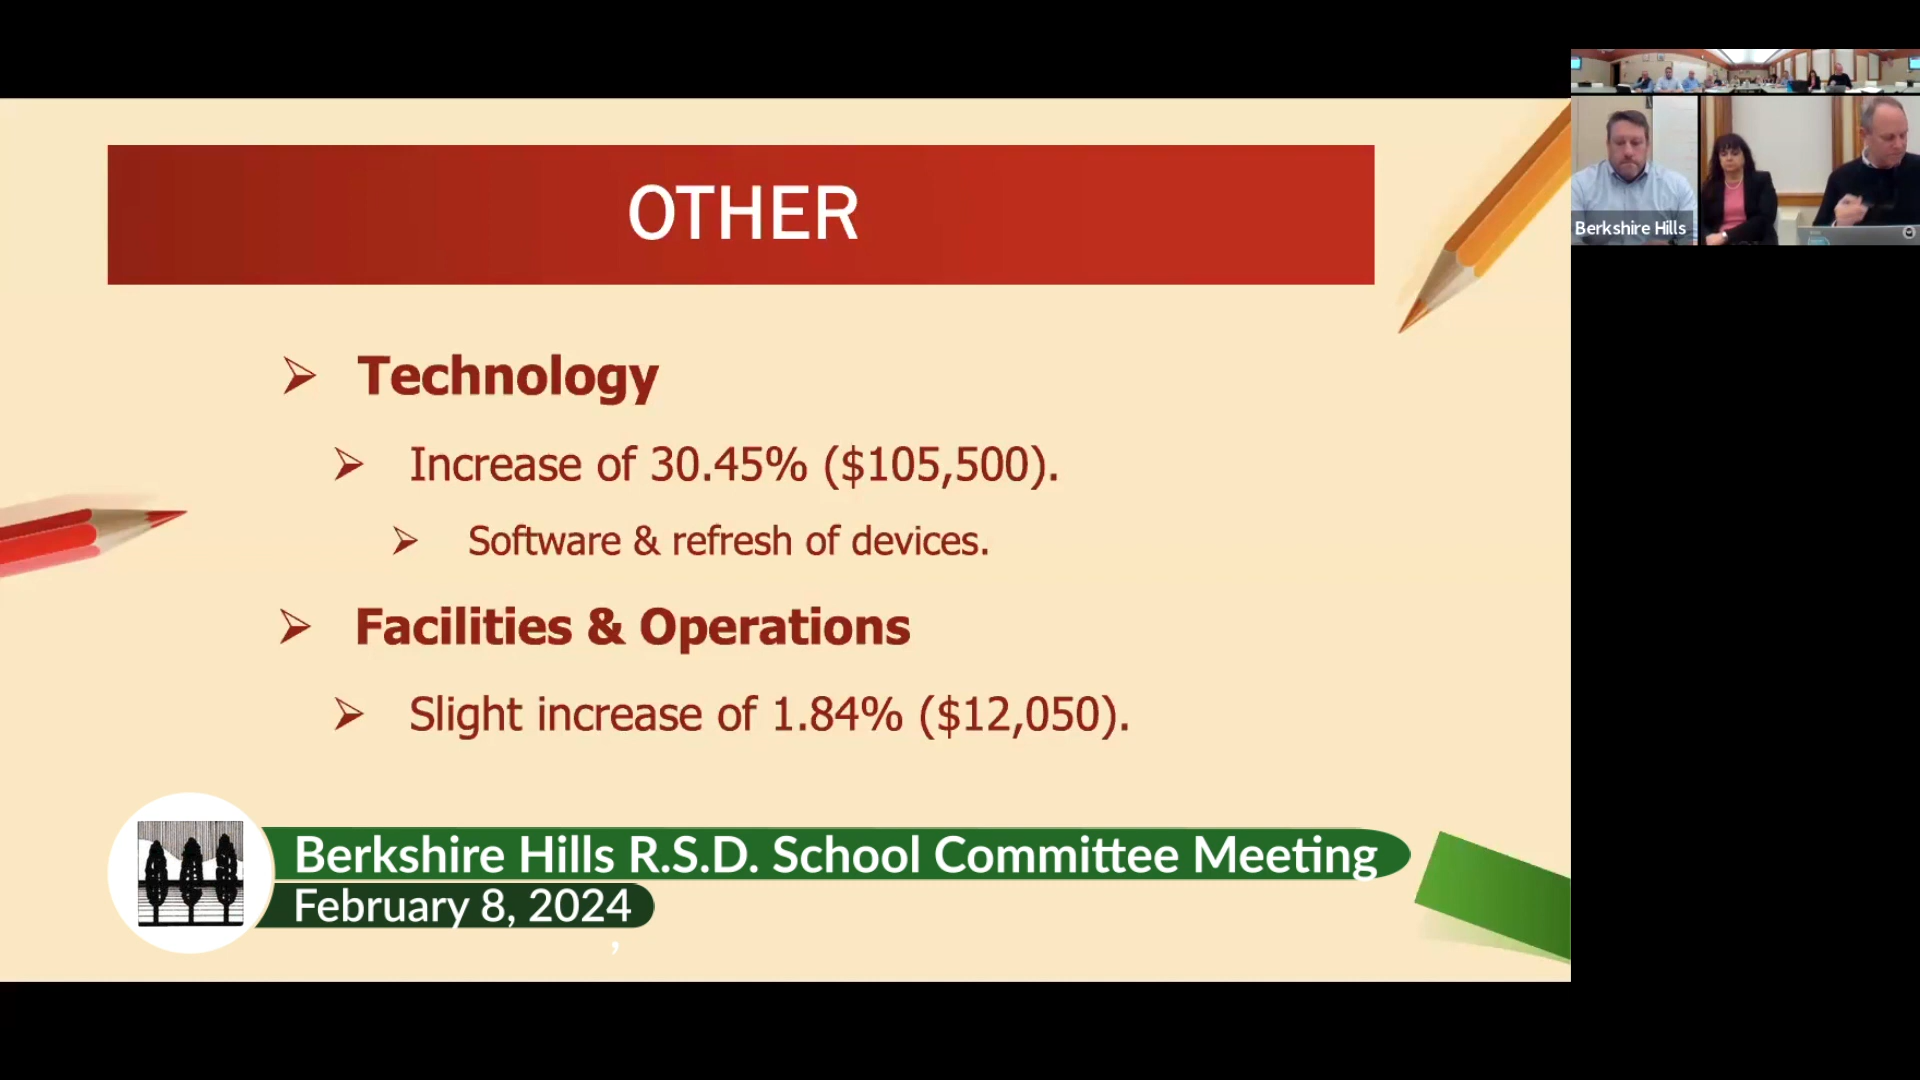 OTHER
Technology
Increase of 30.45% ($105,500).
Software & refresh of devices.
Facilities & Operations
Slight increase of 1.84% ($12,050).
Berkshire Hills R.S.D. School Committee Meeting
February 8, 2024
,
Berkshire Hills